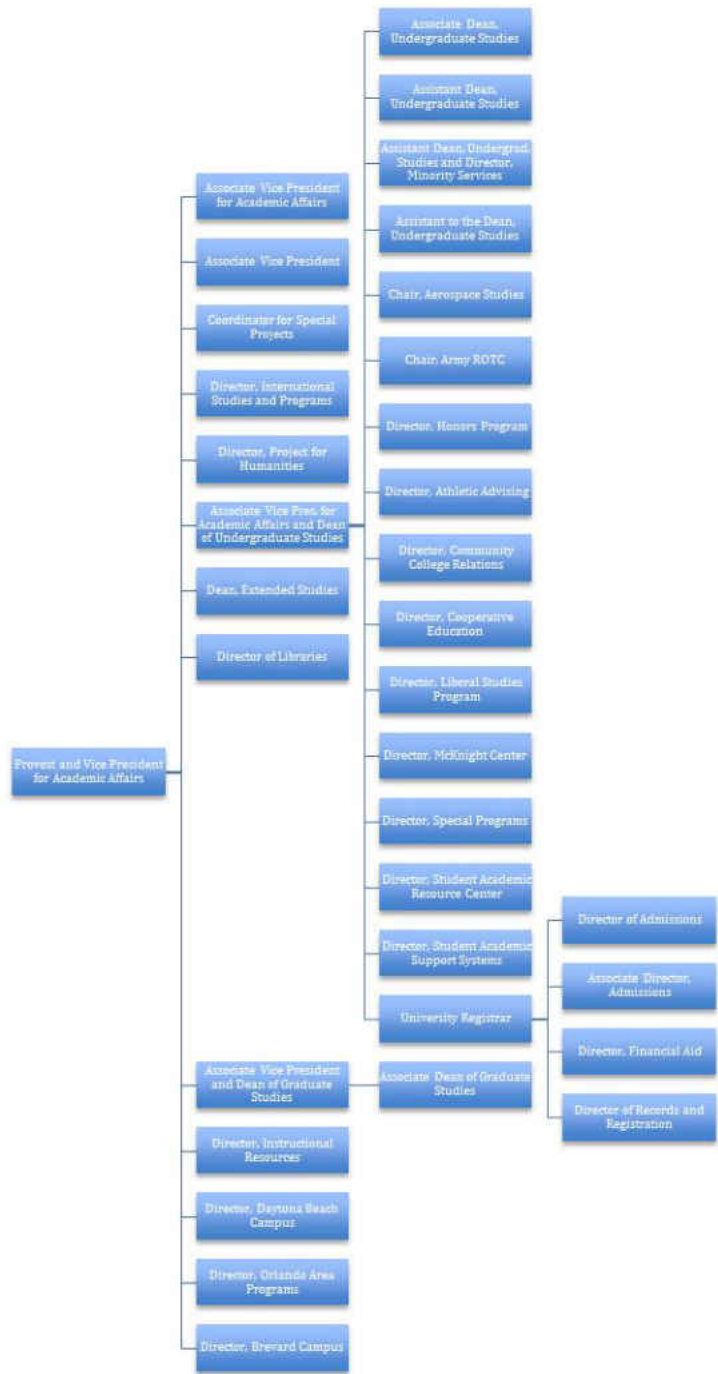 Associate Dean,
Undergraduate Studies
Assistant Dean,
Undergraduate Studies
Assistant Dean, Undergrad.
Studies and Director,
Minority Services
Assistant to the Dean,
Undergraduate Studies
Chair, Aerospace Studies
Chair, Army ROTC
Director, Honors Program
Director, Athletic Advising
Director, Community
College Relations
Director, Cooperative
Education
Director, Liberal Studies
Program
Director, McKnight Center
Director, Special Programs
Director, Student Academic
Resource Center
Director, Student Academic
Support Systems
University Registrar
Associate Vice President
for Academic Affairs
Associate Vice President
Coordinator for Special
Projects
Director, International
Studies and Programs
Director, Project for
Humanities
Associate Vice Pres. for
Academic Affairs and Dean
of Undergraduate Studies
Dean, Extended Studies
Director of Libraries
Provost and Vice President
for Academic Affairs
Director of Admissions
Associate Director,
Admissions
Director, Financial Aid
Director of Records and
Registration
Associate Vice President
and Dean of Graduate
Studies
Associate Dean of Graduate
Studies
Director, Instructional
Resources
Director, Daytona Beach
Campus
Director, Orlando Area
Programs
Director, Brevard Campus